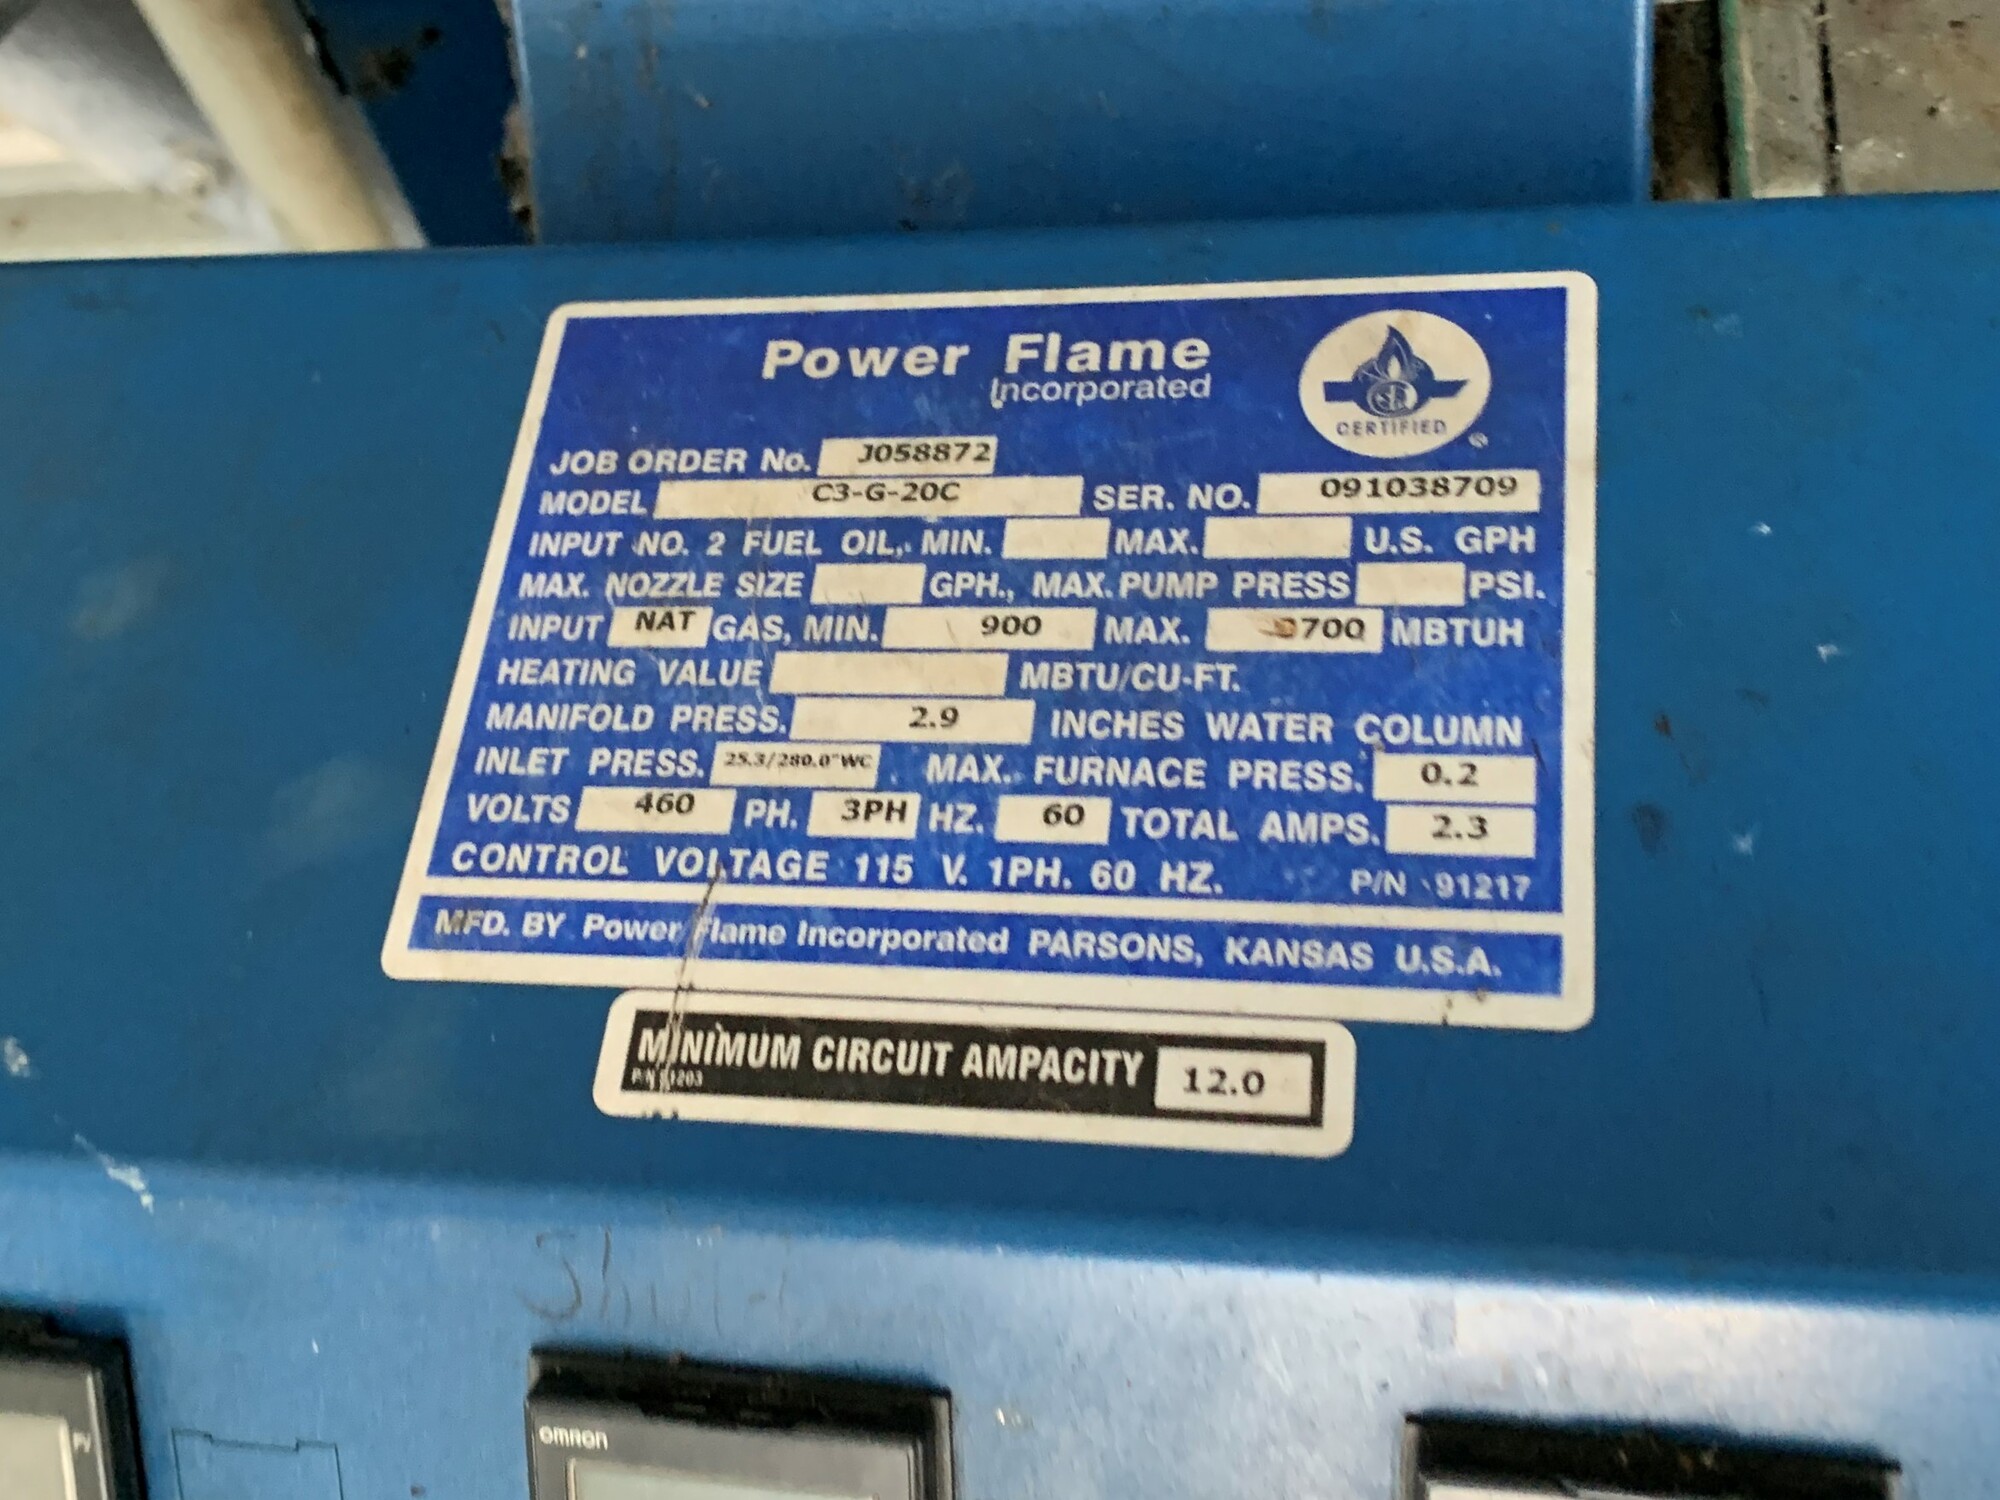 Power Flame
Incorporated
CERTIFIED
®
JOB ORDER No. J058872
MODEL C3-G-20C SER. NO. 091038709
INPUT NO. 2 FUEL OIL, MIN. MAX. U.S. GPH
MAX. NOZZLE SIZE GPH., MAX. PUMP PRESS PSI.
INPUT NAT GAS, MIN. 900 MAX. MBTUH
HEATING VALUE MBTU/CU-FT.
MANIFOLD PRESS. 2.9 INCHES WATER COLUMN
INLET PRESS. 25.3/280.0"WC MAX. FURNACE PRESS. 0.2
VOLTS 460 PH. 3PH HZ. 60 TOTAL AMPS. 2.3
CONTROL VOLTAGE 115 V. 1PH. 60 HZ. P/N 91217
MFD. BY Power Flame Incorporated PARSONS, KANSAS U.S.A.
MINIMUM CIRCUIT AMPACITY 12.0
P/N
omron
PV